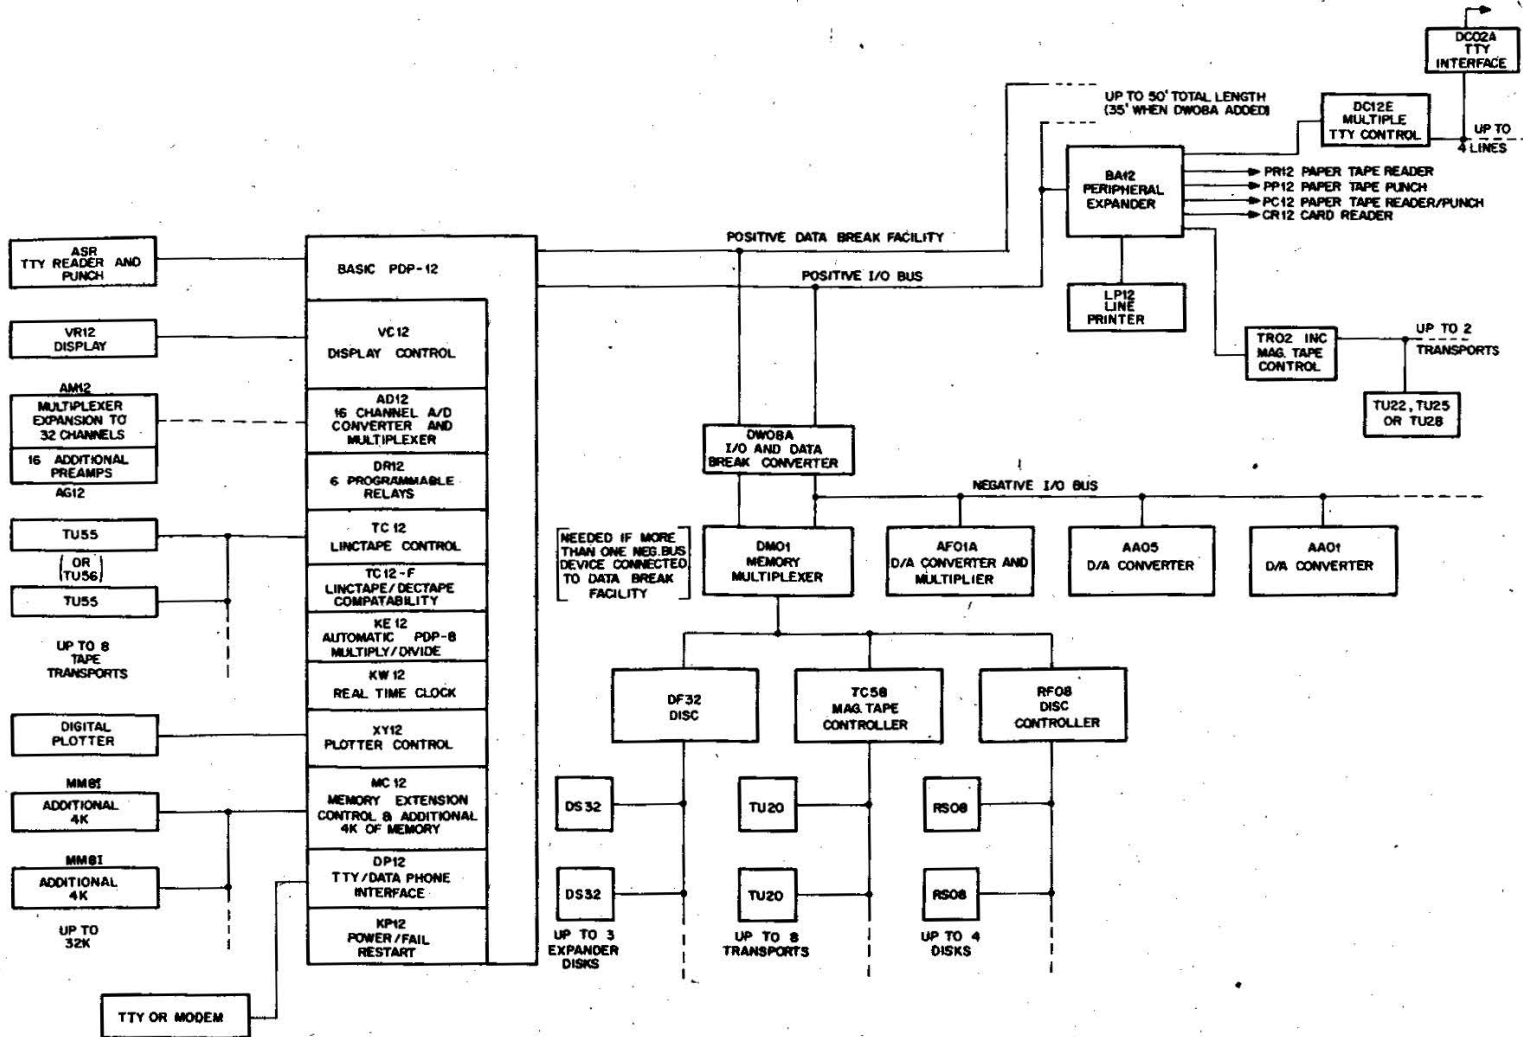 DC02A
TTY
INTERFACE
UP TO 50' TOTAL LENGTH
(35' WHEN DW08A ADDED)
DC12E
MULTIPLE
TTY CONTROL
UP TO
4 LINES
BA12
PERIPHERAL
EXPANDER
PR12 PAPER TAPE READER
PP12 PAPER TAPE PUNCH
PC12 PAPER TAPE READER/PUNCH
CR12 CARD READER
LP12
LINE
PRINTER
TR02 INC
MAG. TAPE
CONTROL
UP TO 2
TRANSPORTS
TU22, TU25
OR TU28
POSITIVE DATA BREAK FACILITY
POSITIVE I/O BUS
ASR
TTY READER AND
PUNCH
VR12
DISPLAY
AM12
MULTIPLEXER
EXPANSION TO
32 CHANNELS
16 ADDITIONAL
PREAMPS
AG12
TU55
(OR
TU56)
TU55
UP TO 8
TAPE
TRANSPORTS
DIGITAL
PLOTTER
MM8I
ADDITIONAL
4K
MM8I
ADDITIONAL
4K
UP TO
32K
TTY OR MODEM
BASIC PDP-12
VC12
DISPLAY CONTROL
AD12
16 CHANNEL A/D
CONVERTER AND
MULTIPLEXER
DR12
6 PROGRAMMABLE
RELAYS
TC12
LINCTAPE CONTROL
TC12-F
LINCTAPE/DECTAPE
COMPATABILITY
KE12
AUTOMATIC PDP-8
MULTIPLY/DIVIDE
KW12
REAL TIME CLOCK
XY12
PLOTTER CONTROL
MC12
MEMORY EXTENSION
CONTROL & ADDITIONAL
4K OF MEMORY
DP12
TTY/DATA PHONE
INTERFACE
KP12
POWER/FAIL
RESTART
DW08A
I/O AND DATA
BREAK CONVERTER
NEGATIVE I/O BUS
[NEEDED IF MORE
THAN ONE NEG. BUS
DEVICE CONNECTED
TO DATA BREAK
FACILITY]
DM01
MEMORY
MULTIPLEXER
AF01A
D/A CONVERTER AND
MULTIPLIER
AA05
D/A CONVERTER
AA01
D/A CONVERTER
DF32
DISC
TC58
MAG. TAPE
CONTROLLER
RF08
DISC
CONTROLLER
DS32
TU20
RS08
DS32
TU20
RS08
UP TO 3
EXPANDER
DISKS
UP TO 8
TRANSPORTS
UP TO 4
DISKS